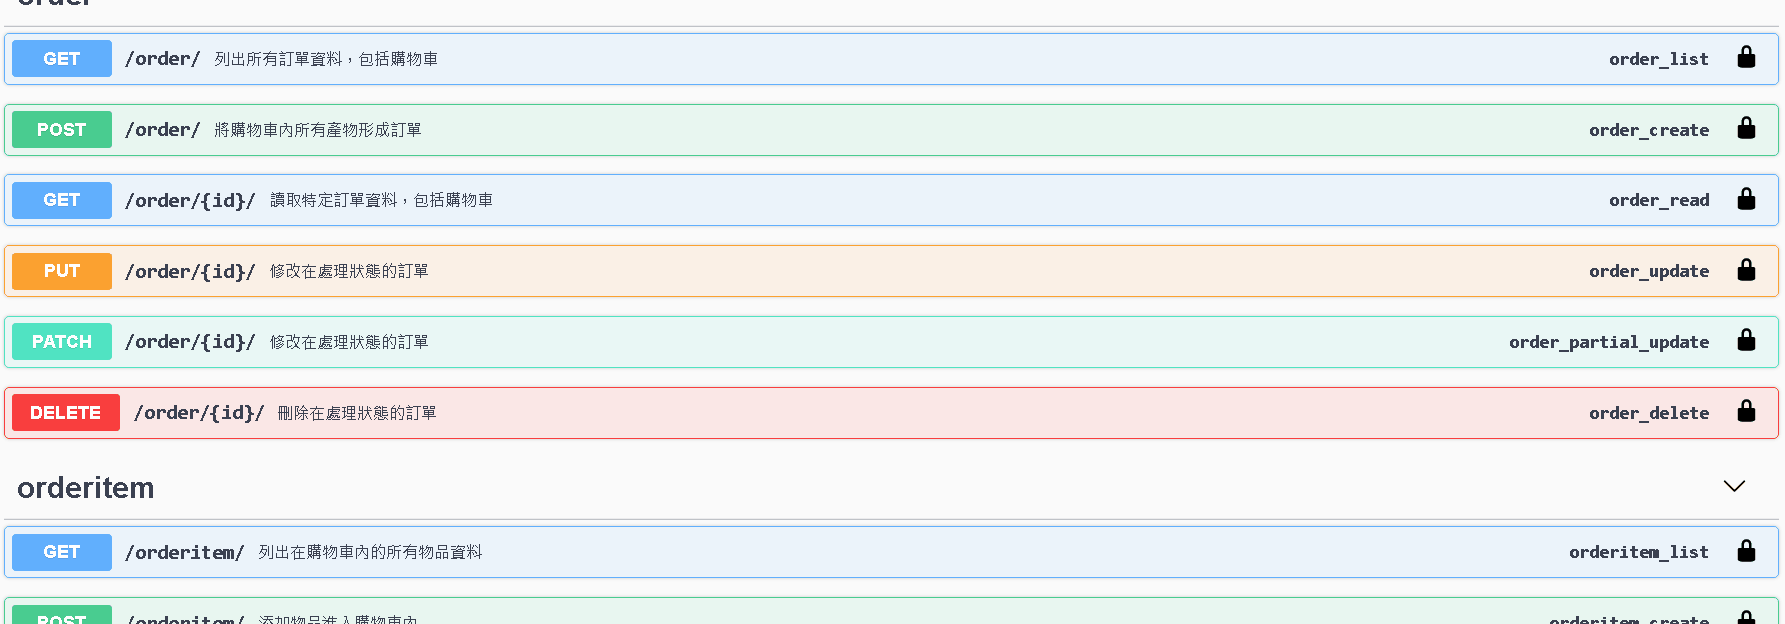 order
GET /order/ 列出所有訂單資料，包括購物車 order_list
POST /order/ 將購物車內所有產物形成訂單 order_create
GET /order/{id}/ 讀取特定訂單資料，包括購物車 order_read
PUT /order/{id}/ 修改在處理狀態的訂單 order_update
PATCH /order/{id}/ 修改在處理狀態的訂單 order_partial_update
DELETE /order/{id}/ 刪除在處理狀態的訂單 order_delete
orderitem
GET /orderitem/ 列出在購物車內的所有物品資料 orderitem_list
POST /orderitem/ 添加物品進入購物車內 orderitem_create